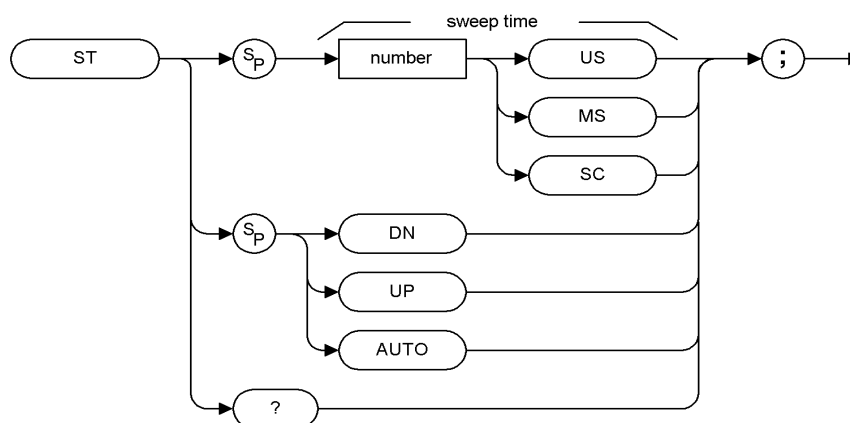 sweep time
ST SP number US ;
MS
SC
SP DN
UP
AUTO
?